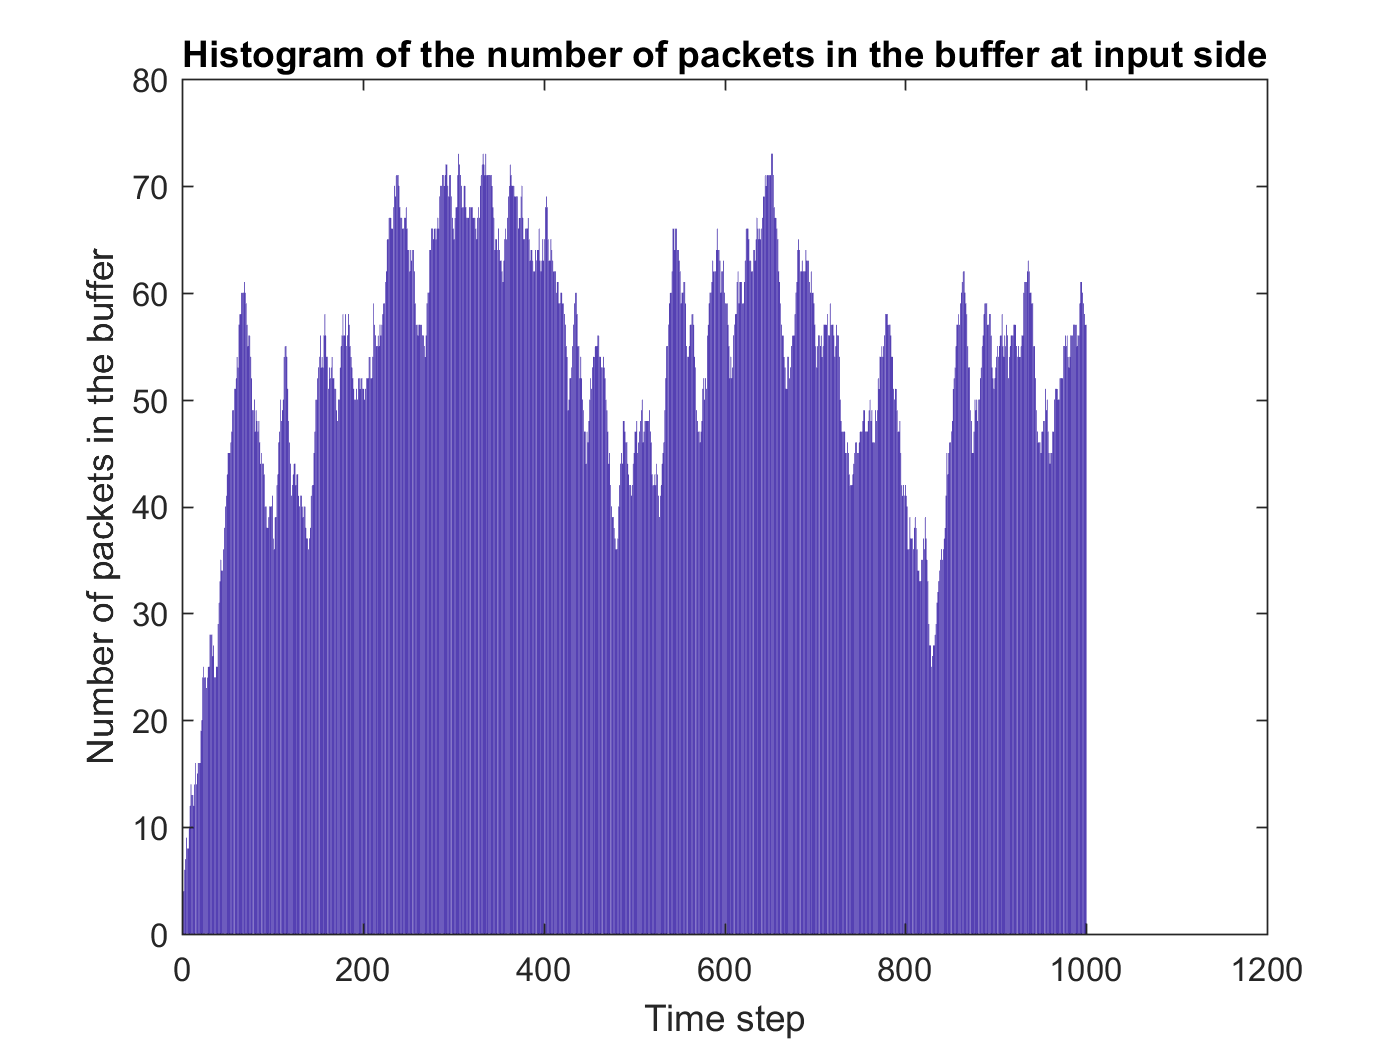 Histogram of the number of packets in the buffer at input side
80
70
60
50
40
30
20
10
0
Number of packets in the buffer
0 200 400 600 800 1000 1200
Time step